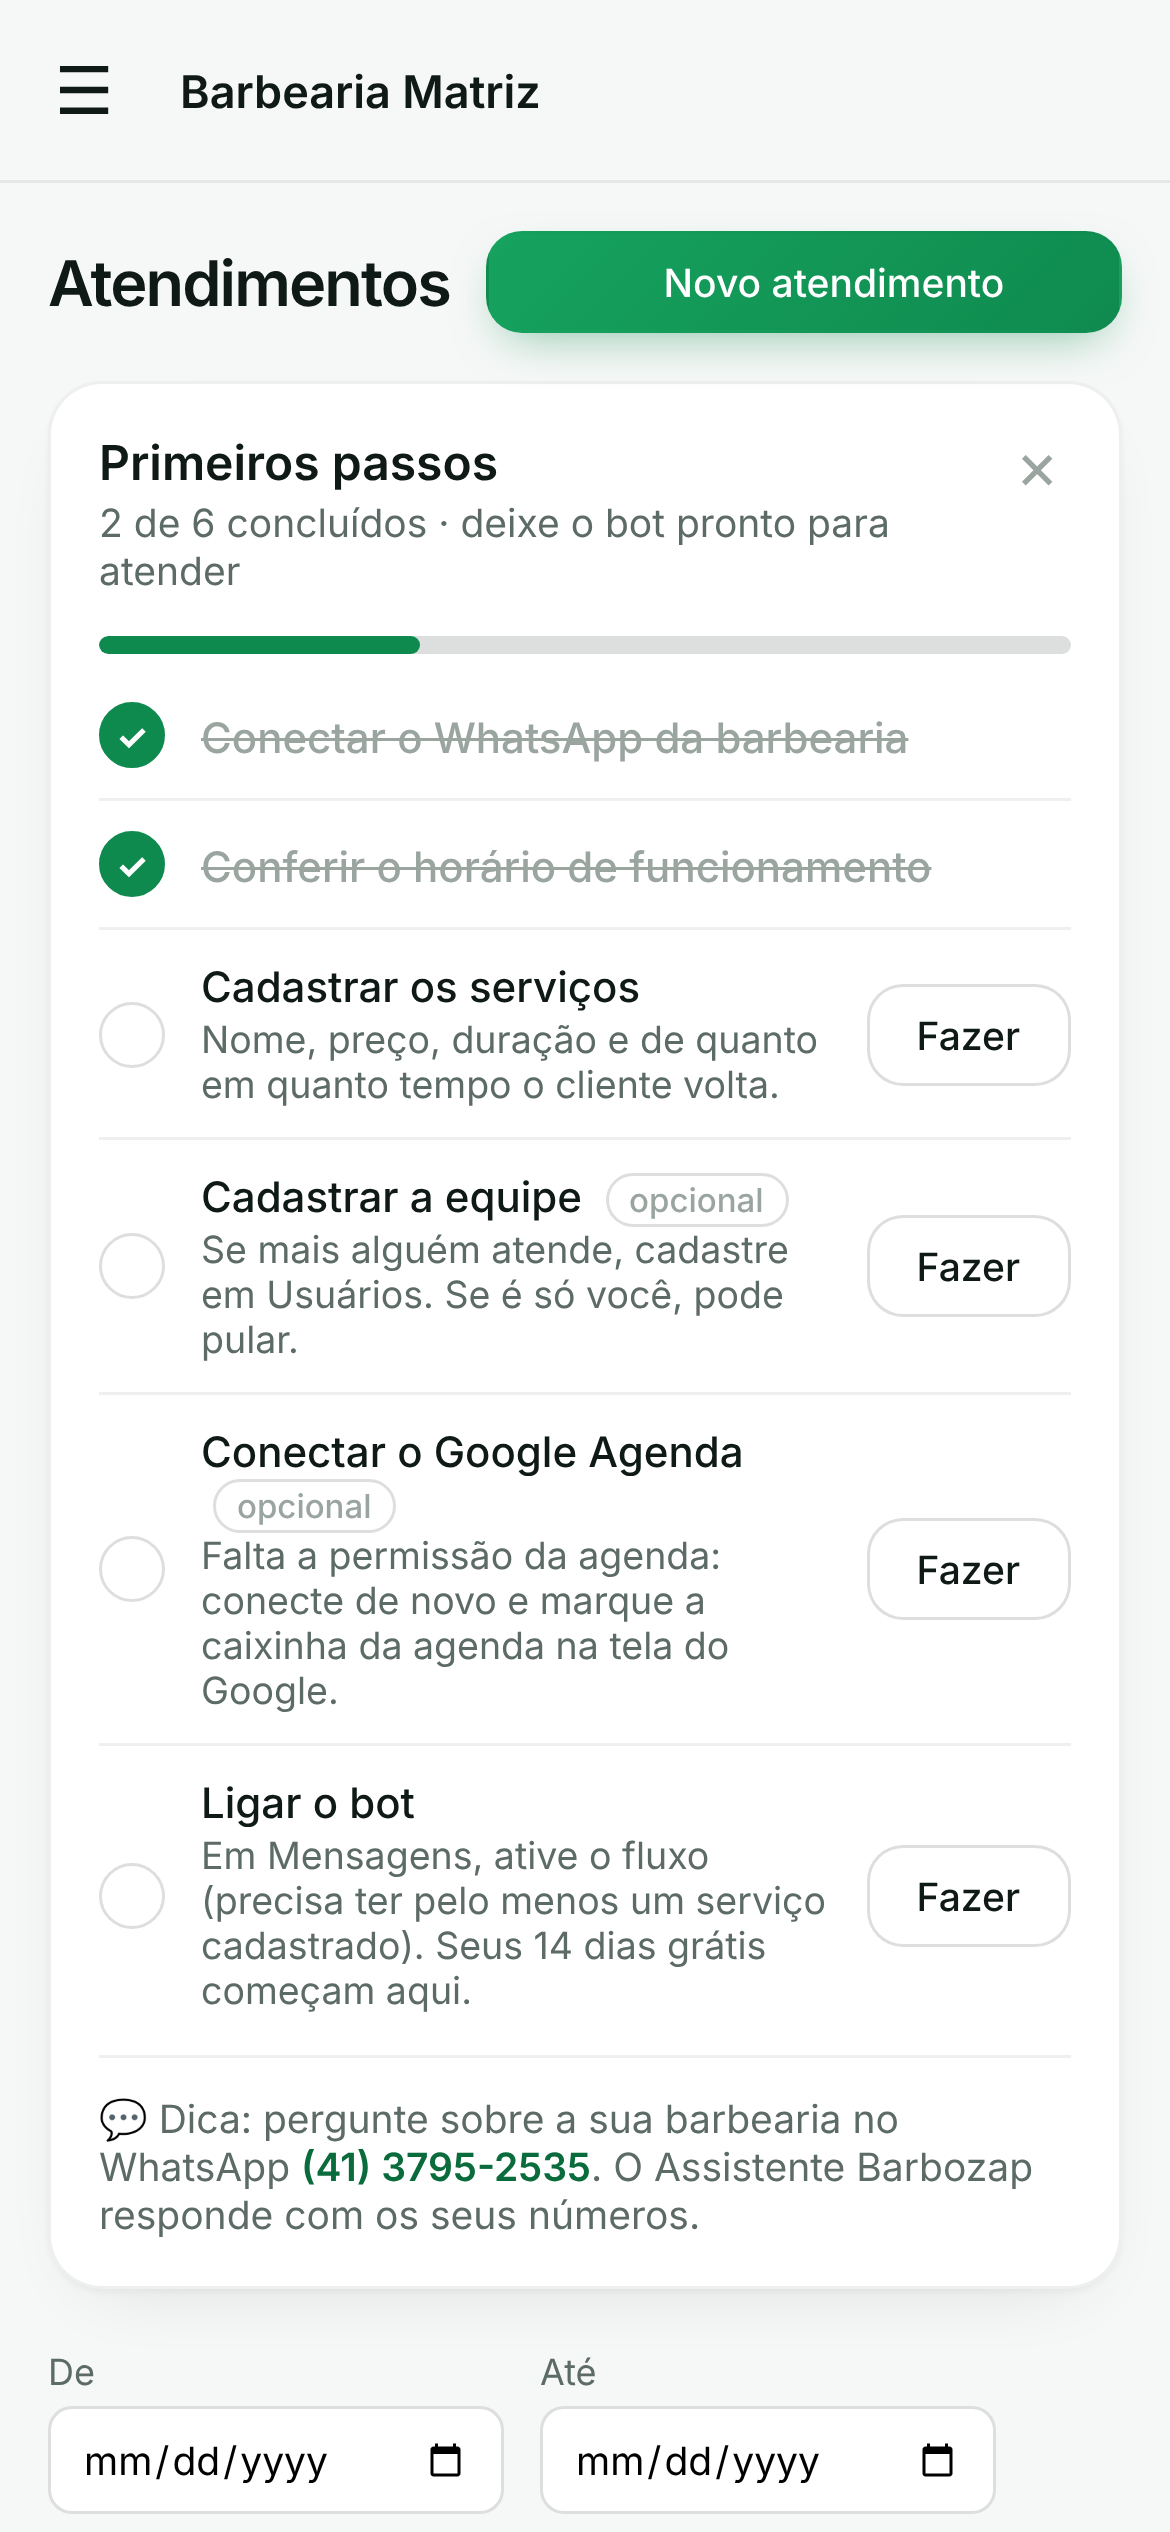 Barbearia Matriz
Atendimentos
Novo atendimento
Primeiros passos
2 de 6 concluídos · deixe o bot pronto para
atender
Conectar o WhatsApp da barbearia
Conferir o horário de funcionamento
Cadastrar os serviços
Nome, preço, duração e de quanto
em quanto tempo o cliente volta.
Fazer
Cadastrar a equipe opcional
Se mais alguém atende, cadastre
em Usuários. Se é só você, pode
pular.
Fazer
Conectar o Google Agenda
opcional
Falta a permissão da agenda:
conecte de novo e marque a
caixinha da agenda na tela do
Google.
Fazer
Ligar o bot
Em Mensagens, ative o fluxo
(precisa ter pelo menos um serviço
cadastrado). Seus 14 dias grátis
começam aqui.
Fazer
💬 Dica: pergunte sobre a sua barbearia no
WhatsApp (41) 3795-2535. O Assistente Barbozap
responde com os seus números.
De
Até
mm/dd/yyyy
mm/dd/yyyy